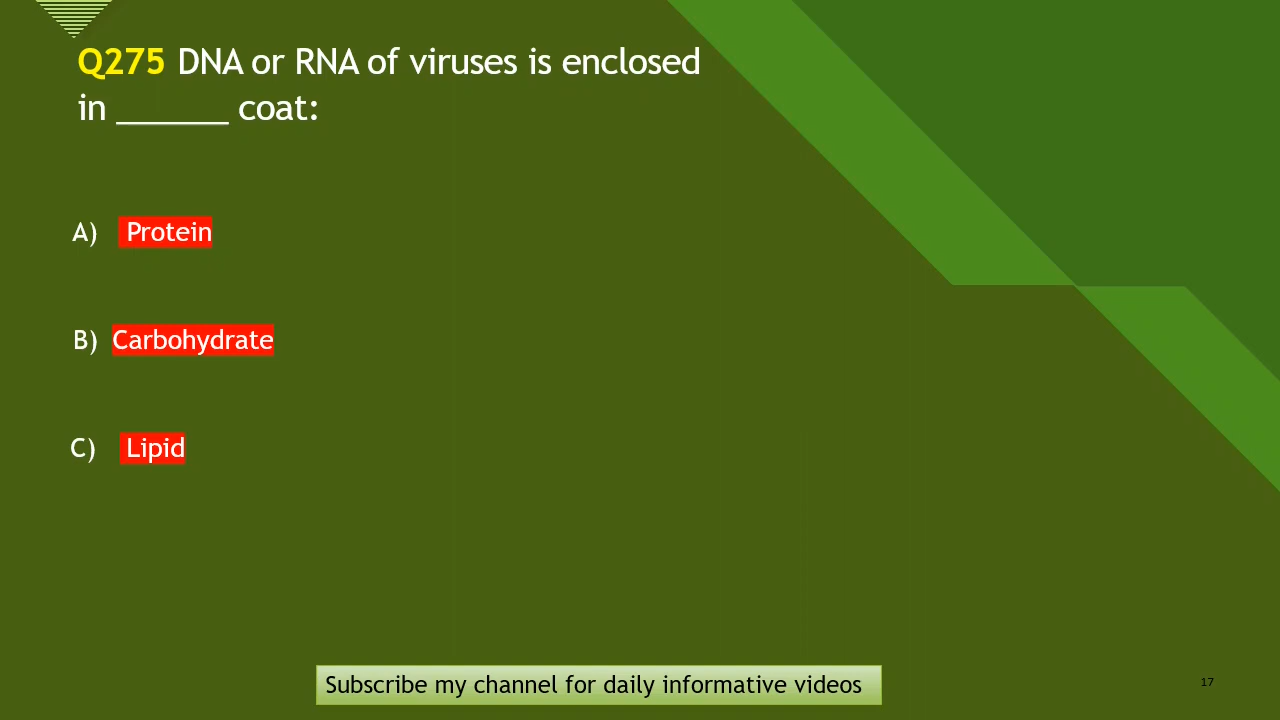 Q275 DNA or RNA of viruses is enclosed
in ______ coat:
A) Protein
B) Carbohydrate
C) Lipid
Subscribe my channel for daily informative videos
17